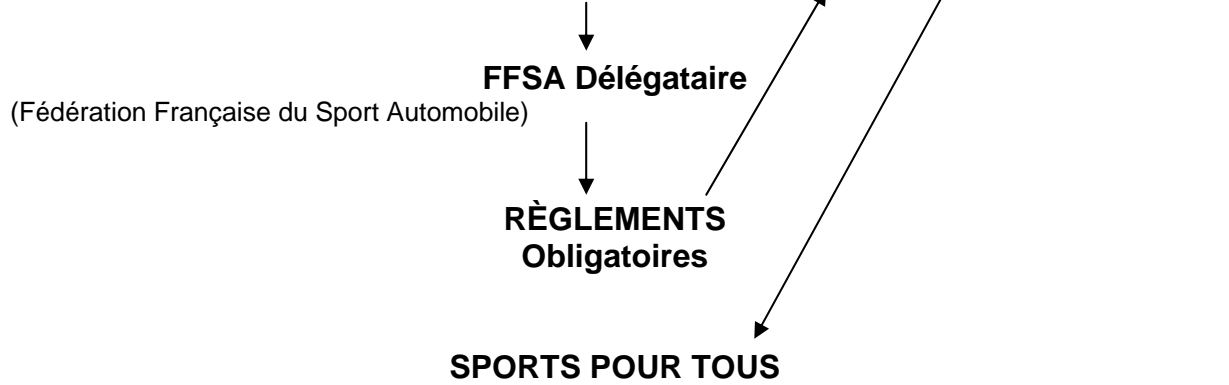 FFSA Délégataire
(Fédération Française du Sport Automobile)
RÈGLEMENTS
Obligatoires
SPORTS POUR TOUS